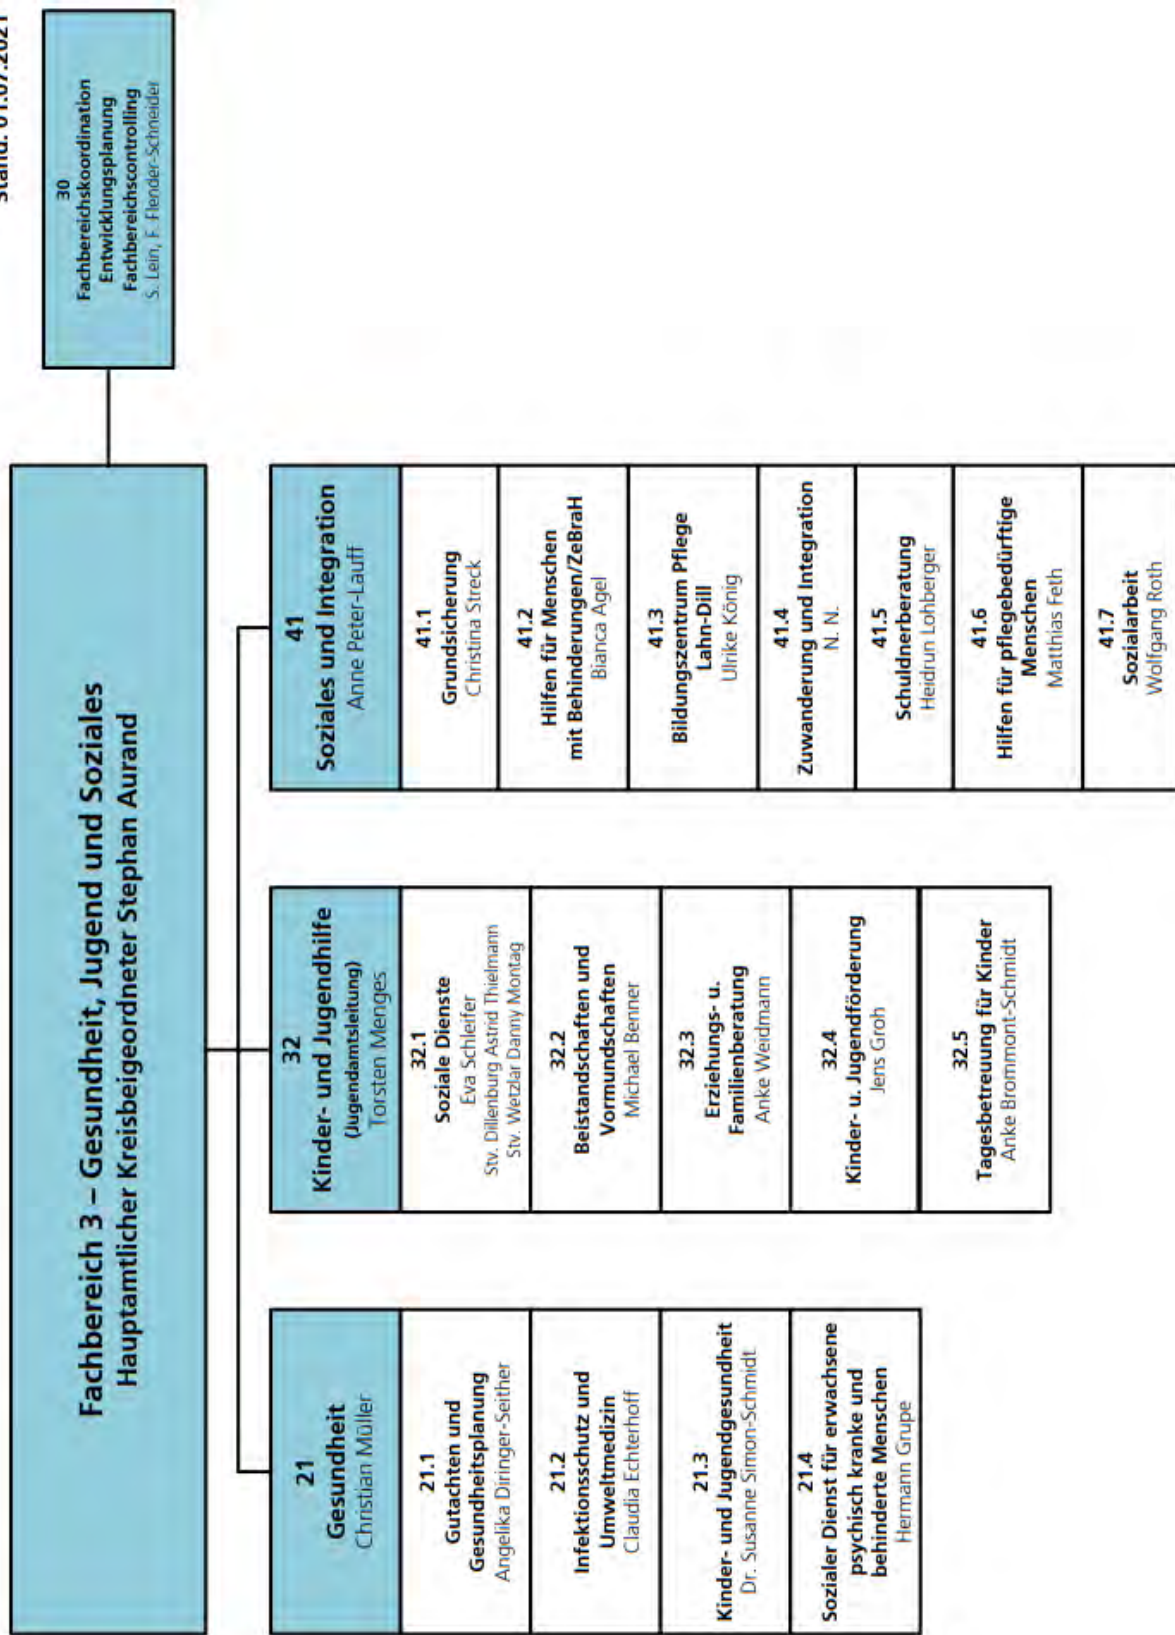 Stand: 01.07.2021
Fachbereich 3 – Gesundheit, Jugend und Soziales
Hauptamtlicher Kreisbeigeordneter Stephan Aurand
30
Fachbereichskoordination
Entwicklungsplanung
Fachbereichscontrolling
S. Lein, F. Flender-Schneider
21
Gesundheit
Christian Müller
21.1
Gutachten und
Gesundheitsplanung
Angelika Diringer-Seither
21.2
Infektionsschutz und
Umweltmedizin
Claudia Echterhoff
21.3
Kinder- und Jugendgesundheit
Dr. Susanne Simon-Schmidt
21.4
Sozialer Dienst für erwachsene
psychisch kranke und
behinderte Menschen
Hermann Grupe
32
Kinder- und Jugendhilfe
(Jugendamtsleitung)
Torsten Menges
32.1
Soziale Dienste
Eva Schleifer
Stv. Dillenburg Astrid Thielmann
Stv. Wetzlar Danny Montag
32.2
Beistandschaften und
Vormundschaften
Michael Benner
32.3
Erziehungs- u.
Familienberatung
Anke Weidmann
32.4
Kinder- u. Jugendförderung
Jens Groh
32.5
Tagesbetreuung für Kinder
Anke Brommont-Schmidt
41
Soziales und Integration
Anne Peter-Lauff
41.1
Grundsicherung
Christina Streck
41.2
Hilfen für Menschen
mit Behinderungen/ZeBraH
Bianca Agel
41.3
Bildungszentrum Pflege
Lahn-Dill
Ulrike König
41.4
Zuwanderung und Integration
N. N.
41.5
Schuldnerberatung
Heidrun Lohberger
41.6
Hilfen für pflegebedürftige
Menschen
Matthias Feth
41.7
Sozialarbeit
Wolfgang Roth